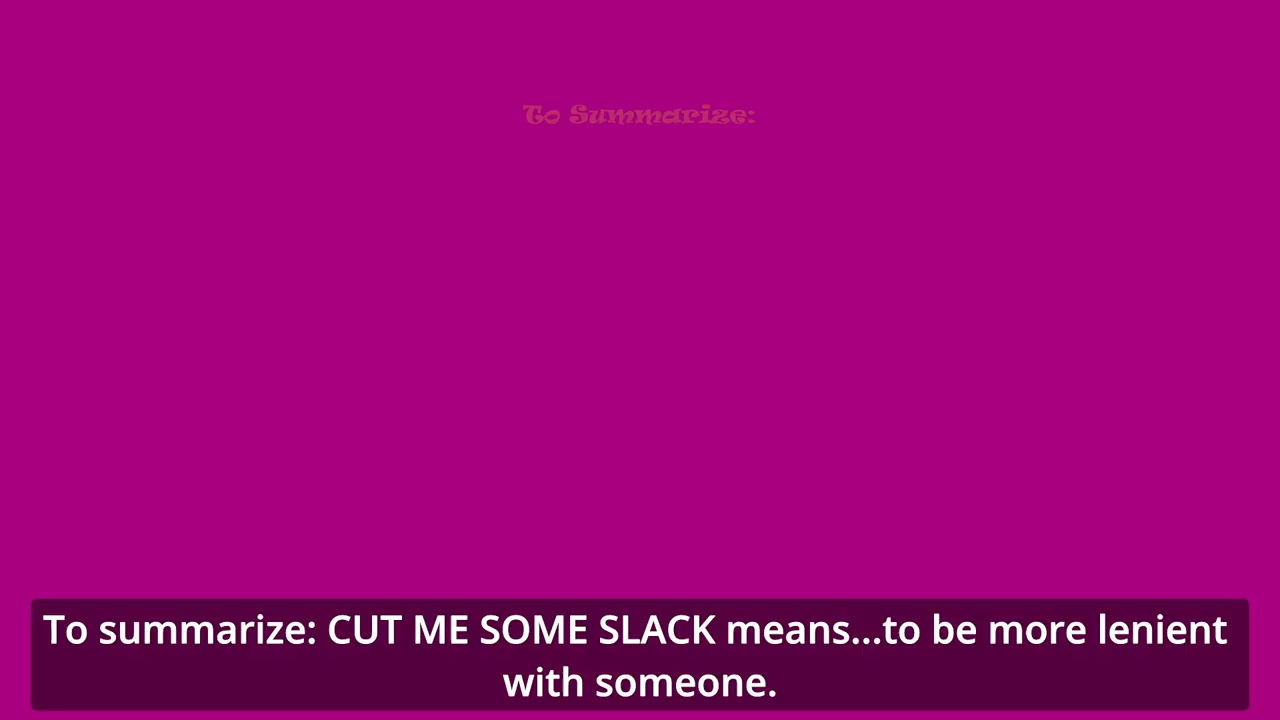 To Summarize:
To summarize: CUT ME SOME SLACK means...to be more lenient
with someone.